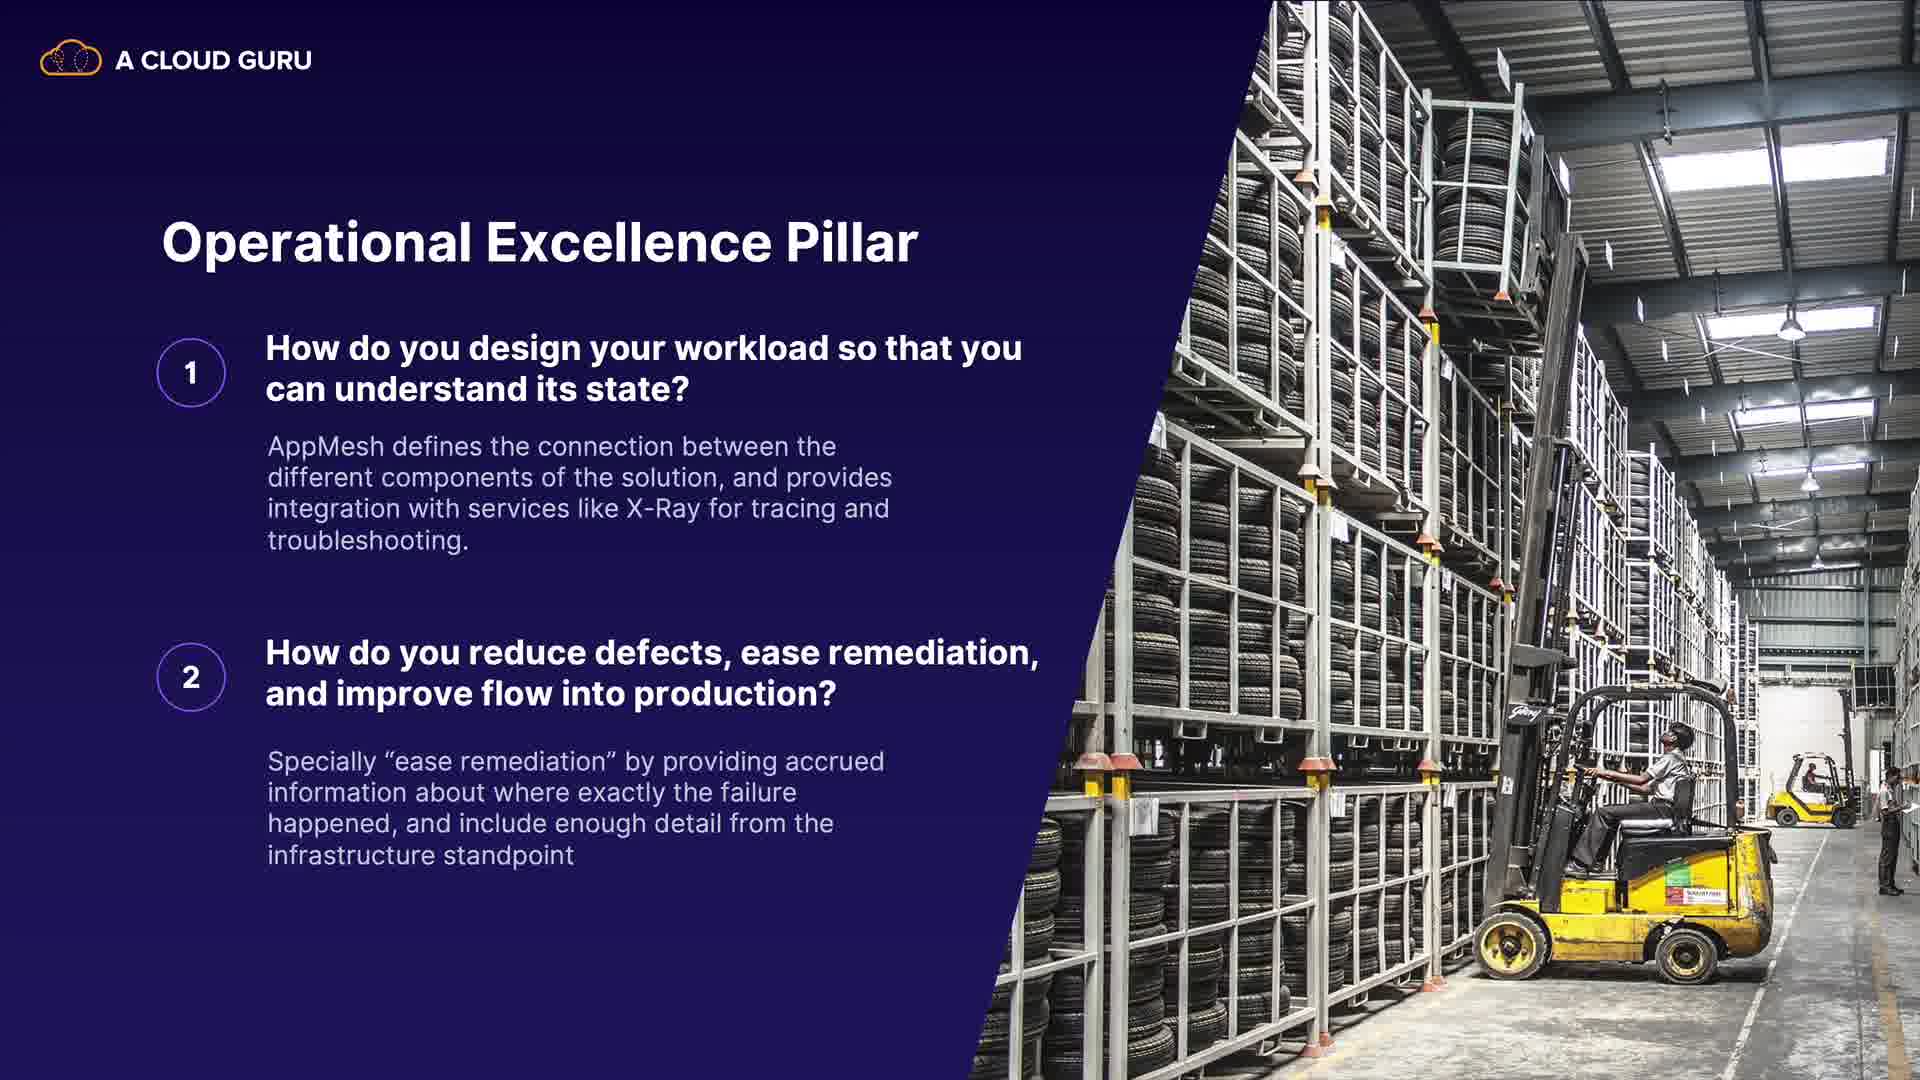 A CLOUD GURU
Operational Excellence Pillar
1
How do you design your workload so that you
can understand its state?
AppMesh defines the connection between the
different components of the solution, and provides
integration with services like X-Ray for tracing and
troubleshooting.
2
How do you reduce defects, ease remediation,
and improve flow into production?
Specially “ease remediation” by providing accrued
information about where exactly the failure
happened, and include enough detail from the
infrastructure standpoint
Godrej